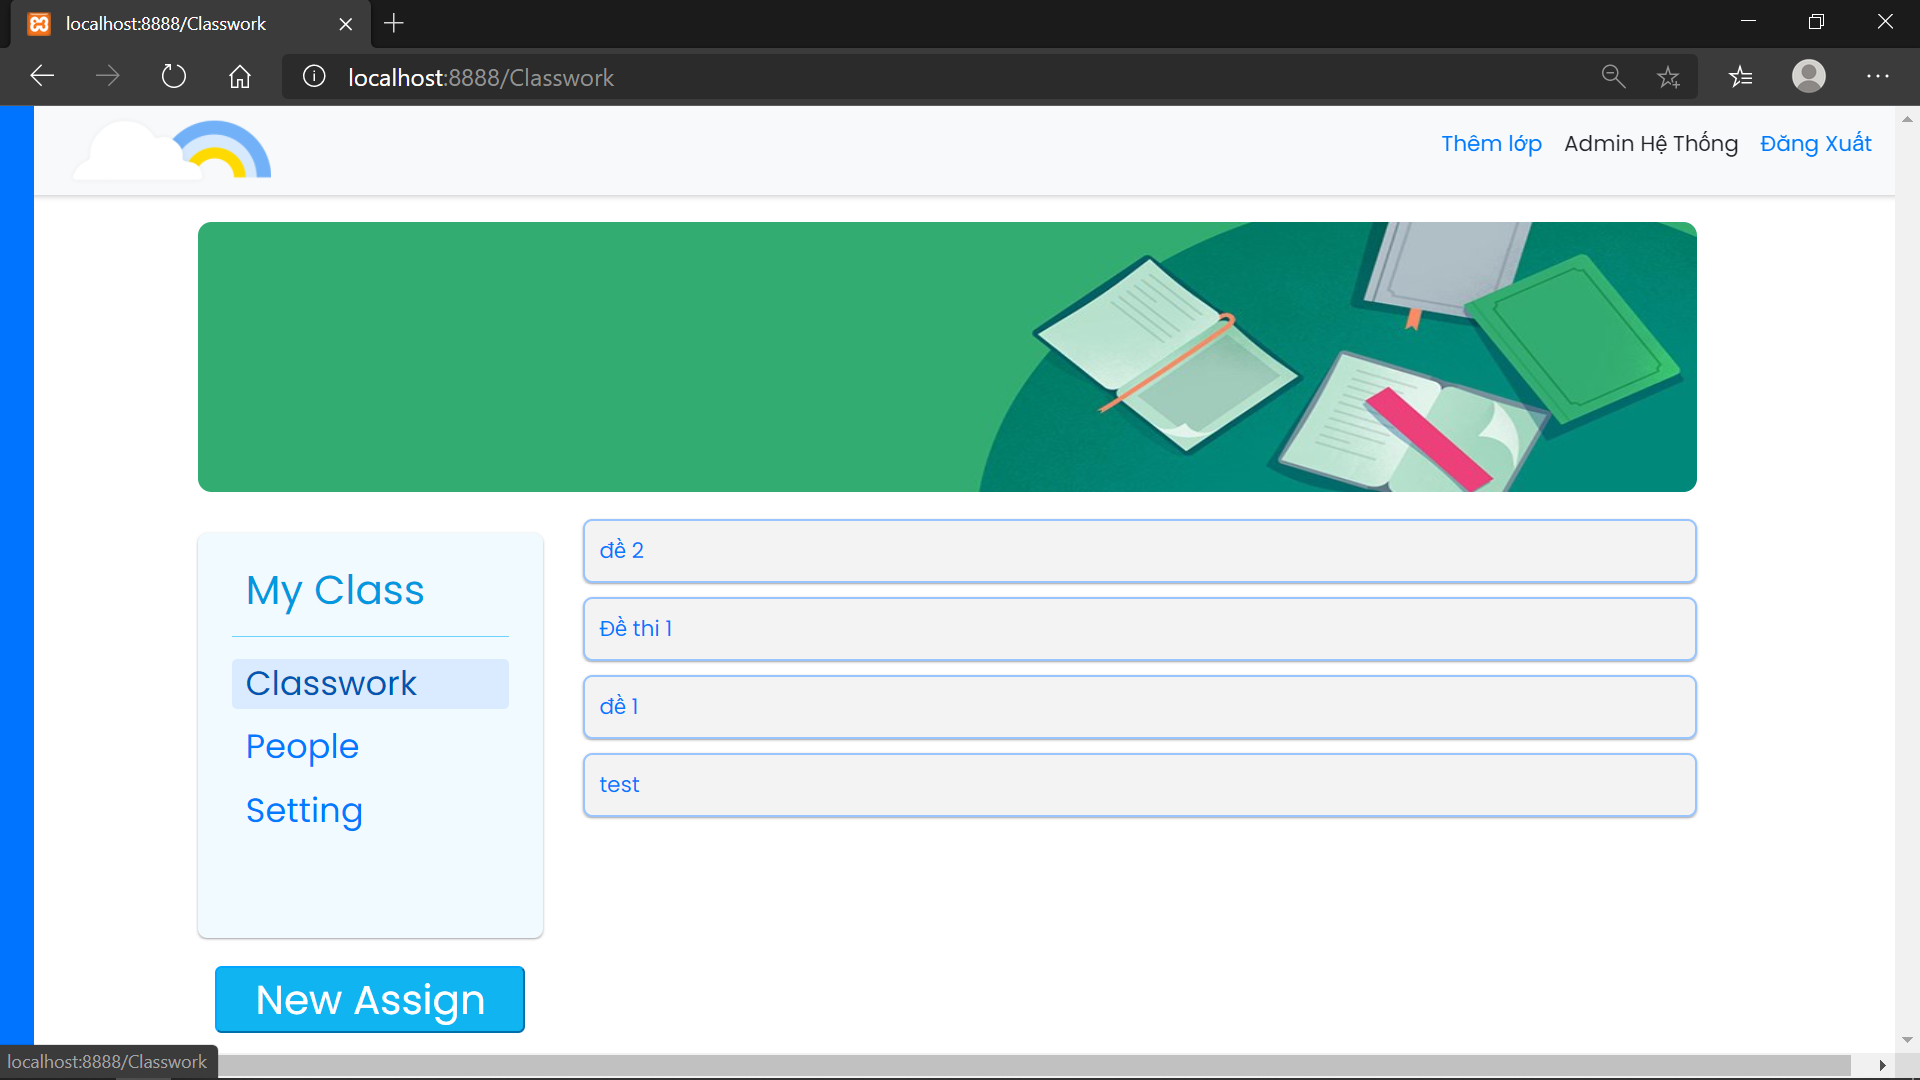 localhost:8888/Classwork
localhost:8888/Classwork
Thêm lớp Admin Hệ Thống Đăng Xuất
My Class
Classwork
People
Setting
New Assign
đề 2
Đề thi 1
đề 1
test
localhost:8888/Classwork